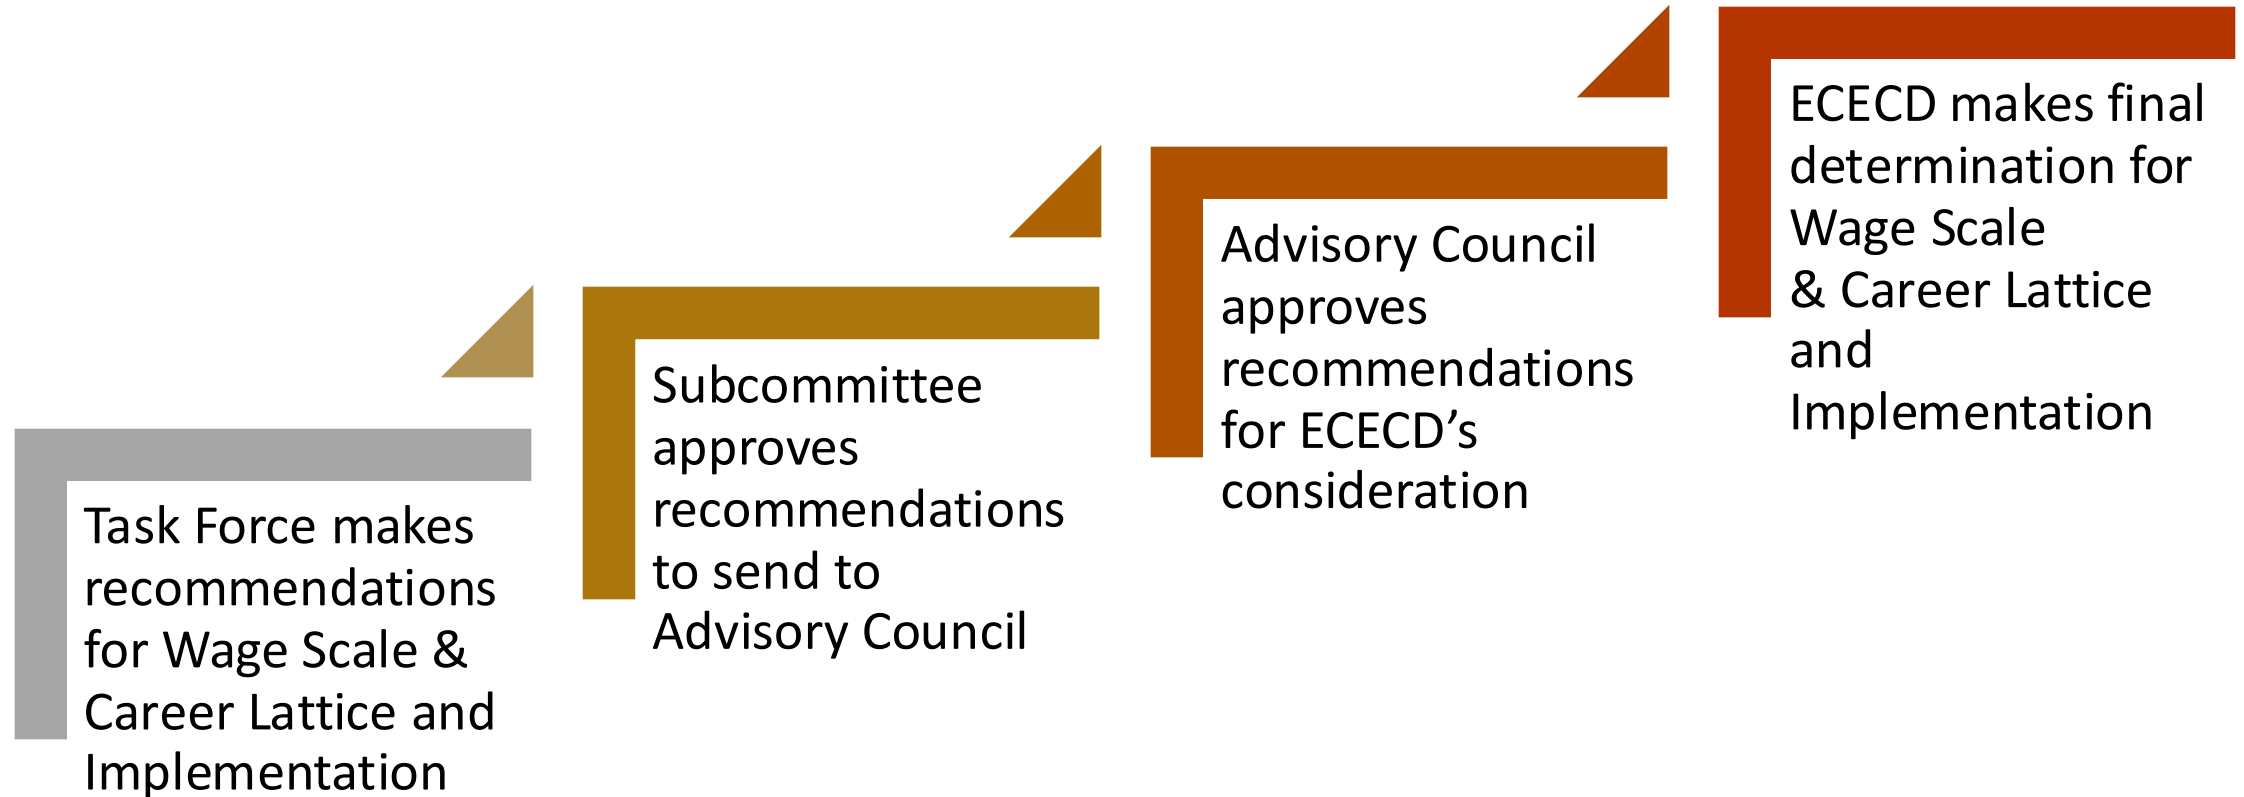 Task Force makes
recommendations
for Wage Scale &
Career Lattice and
Implementation
Subcommittee
approves
recommendations
to send to
Advisory Council
Advisory Council
approves
recommendations
for ECECD’s
consideration
ECECD makes final
determination for
Wage Scale
& Career Lattice
and
Implementation